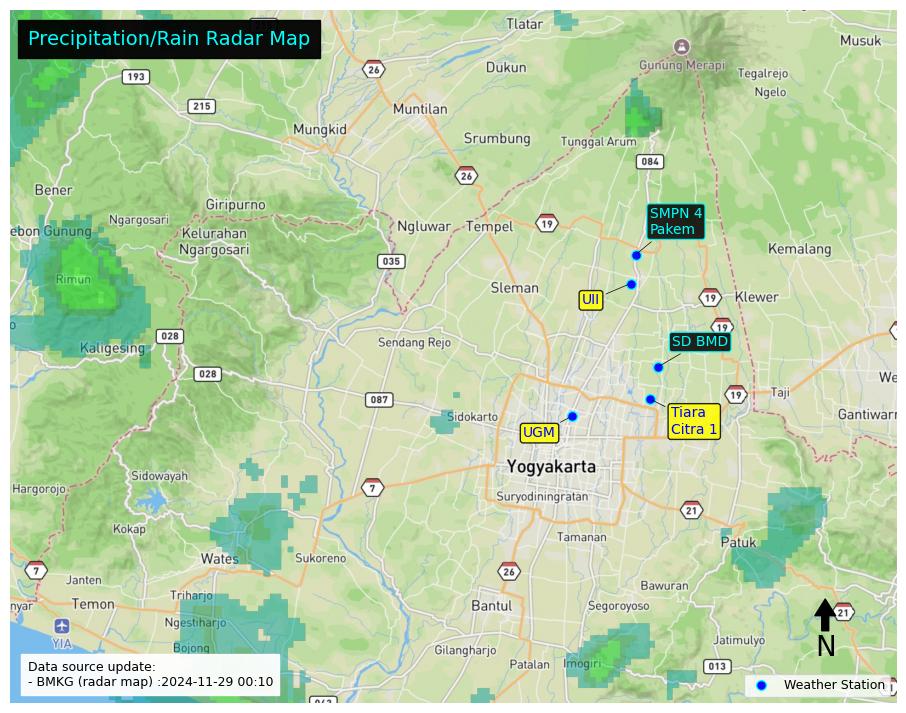 Precipitation/Rain Radar Map
Tlatar
Musuk
26
Gunung Merapi
193
Dukun
Tegalrejo
Ngelo
215
Muntilan
Mungkid
Srumbung
Tunggal Arum
084
26
Bener
Giripurno
SMPN 4
Pakem
Ngargosari
ebon Gunung
Kelurahan
Ngargosari
Ngluwar
Tempel
19
Kemalang
035
Rimun
Sleman
UII
19
Klewer
19
028
Kaligesing
Sendang Rejo
SD BMD
028
087
19
Taji
We
Sidokarto
Tiara
Citra 1
Gantiwarn
UGM
Yogyakarta
Sidowayah
Hargorojo
7
Suryodiningratan
21
Kokap
Tamanan
Patuk
Wates
Sukoreno
7
26
Janten
Bawuran
Triharjo
nyar
Temon
Bantul
Segoroyoso
21
Ngestiharjo
YIA
Bojong
Gilangharjo
Jatimulyo
N
Patalan
Imogiri
013
Data source update:
- BMKG (radar map) :2024-11-29 00:10
Weather Station